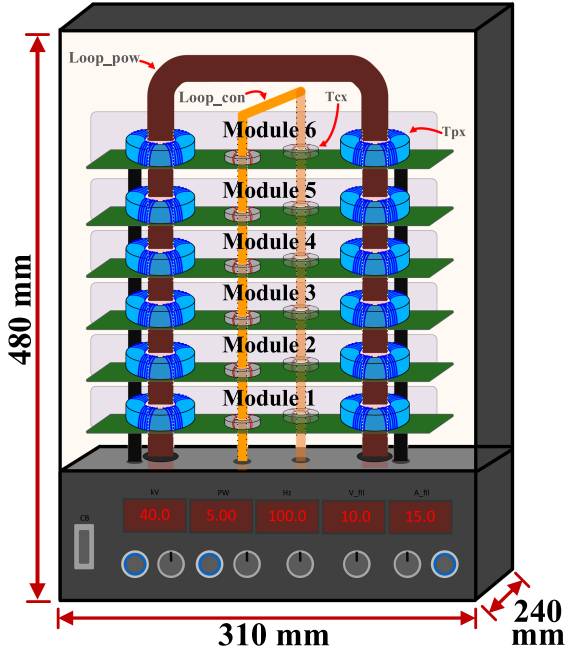 Loop_pow
Loop_con
Tcx
Tpx
Module 6
Module 5
Module 4
Module 3
Module 2
Module 1
480 mm
kV
PW
Hz
V_fil
A_fil
CB
40.0
5.00
100.0
10.0
15.0
310 mm
240
mm